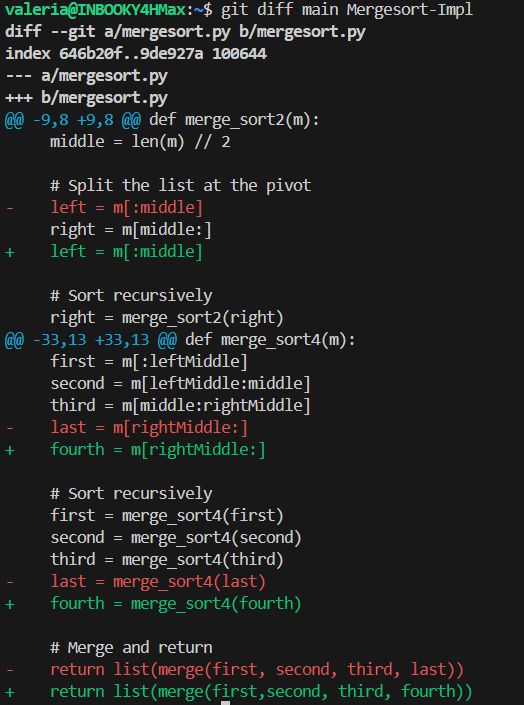 valeria@INBOOKY4HMax:~$ git diff main Mergesort-Impl
diff --git a/mergesort.py b/mergesort.py
index 646b20f..9de927a 100644
--- a/mergesort.py
+++ b/mergesort.py
@@ -9,8 +9,8 @@ def merge_sort2(m):
     middle = len(m) // 2

     # Split the list at the pivot
-    left = m[:middle]
     right = m[middle:]
+    left = m[:middle]

     # Sort recursively
     right = merge_sort2(right)
@@ -33,13 +33,13 @@ def merge_sort4(m):
     first = m[:leftMiddle]
     second = m[leftMiddle:middle]
     third = m[middle:rightMiddle]
-    last = m[rightMiddle:]
+    fourth = m[rightMiddle:]

     # Sort recursively
     first = merge_sort4(first)
     second = merge_sort4(second)
     third = merge_sort4(third)
-    last = merge_sort4(last)
+    fourth = merge_sort4(fourth)

     # Merge and return
-    return list(merge(first, second, third, last))
+    return list(merge(first,second, third, fourth))